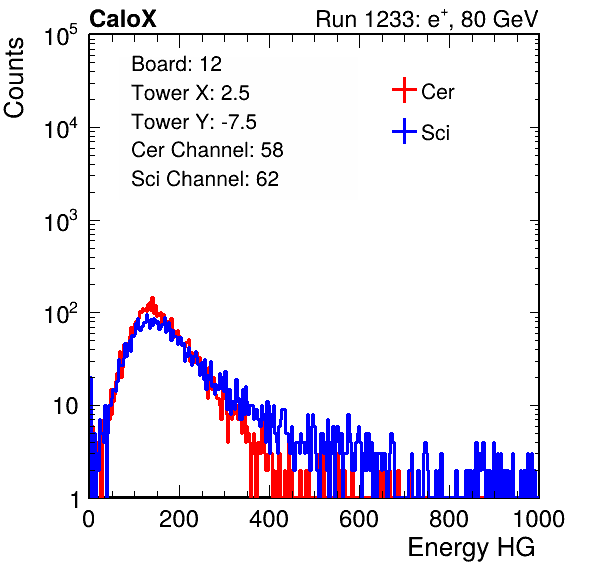 CaloX Run 1233: e⁺, 80 GeV
Counts
Board: 12
Tower X: 2.5
Tower Y: -7.5
Cer Channel: 58
Sci Channel: 62
Cer
Sci
10⁵
10⁴
10³
10²
10
1
0 200 400 600 800 1000
Energy HG